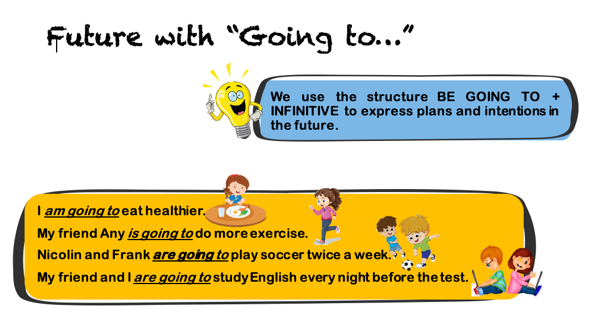 Future with “Going to...”
We use the structure BE GOING TO +
INFINITIVE to express plans and intentions in
the future.
I am going to eat healthier.
My friend Any is going to do more exercise.
Nicolin and Frank are going to play soccer twice a week.
My friend and I are going to study English every night before the test.